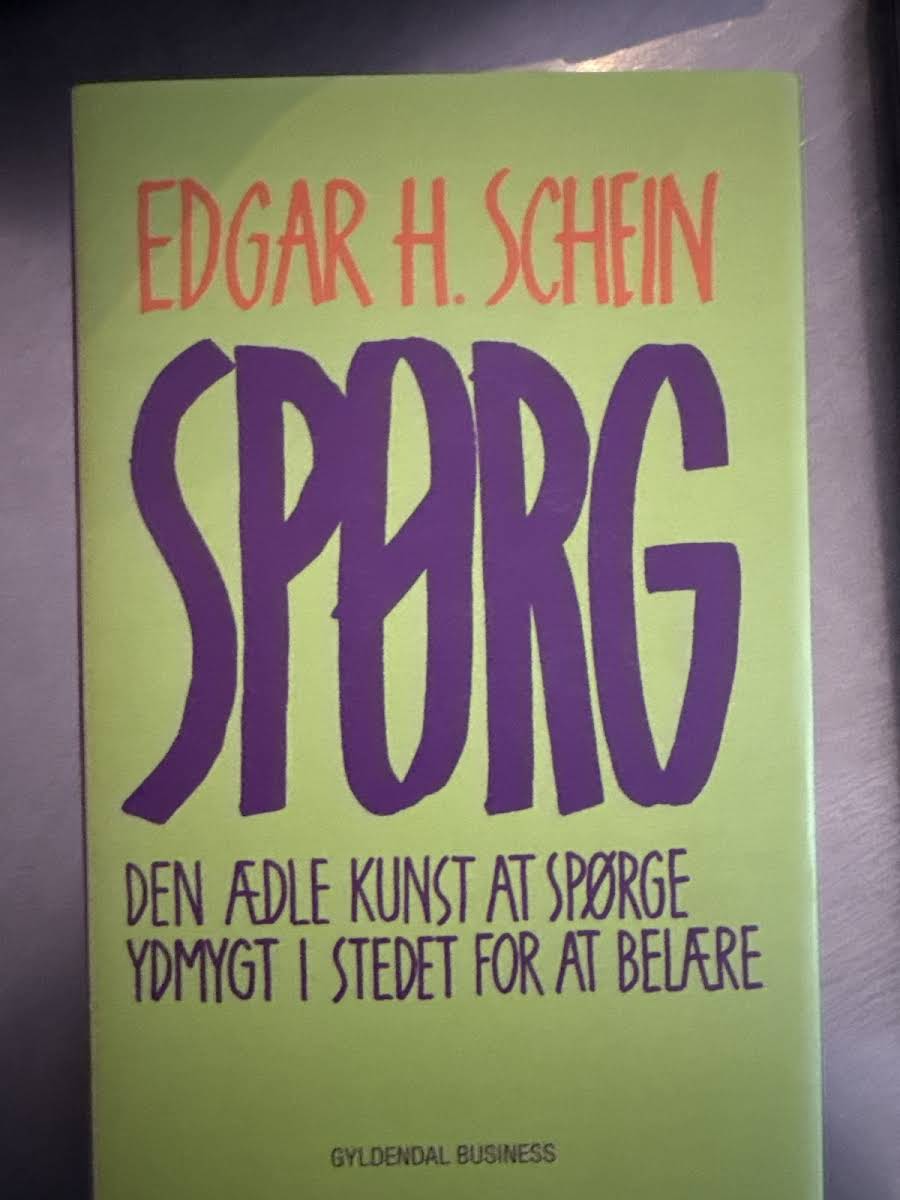 EDGAR H. SCHEIN
SPØRG
DEN ÆDLE KUNST AT SPØRGE
YDMYGT I STEDET FOR AT BELÆRE
GYLDENDAL BUSINESS